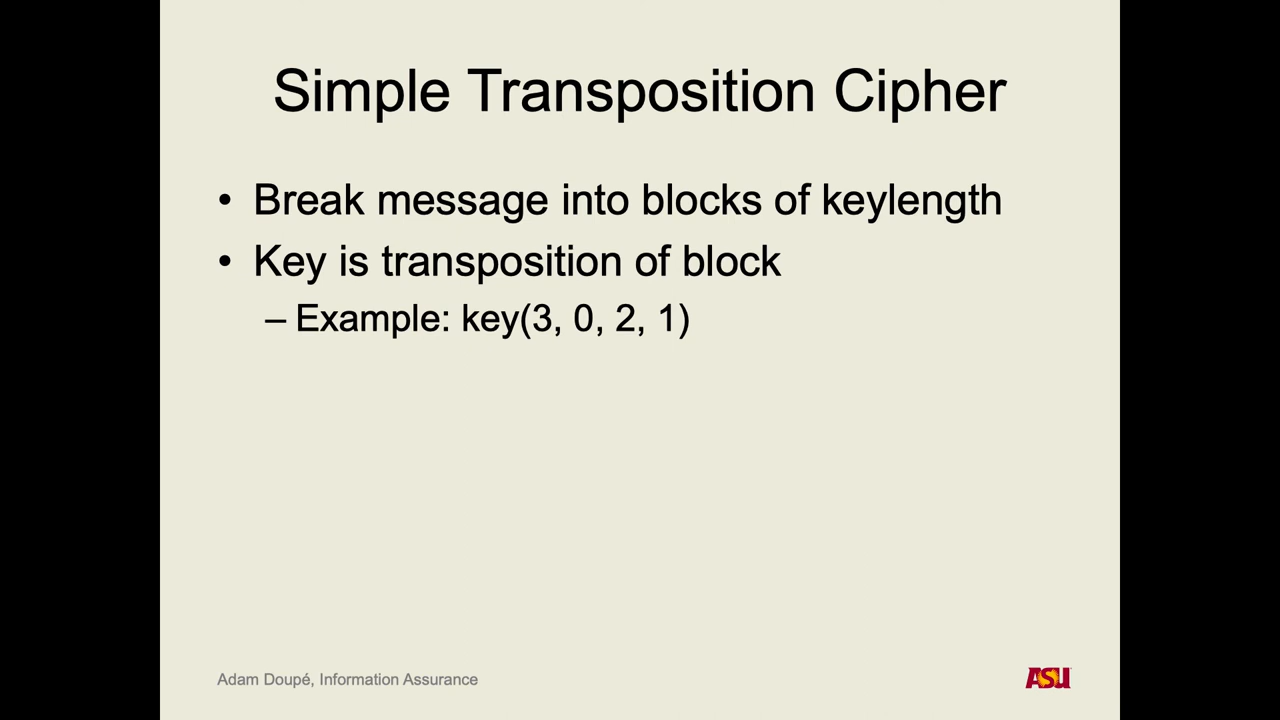 Simple Transposition Cipher
• Break message into blocks of keylength
• Key is transposition of block
– Example: key(3, 0, 2, 1)
Adam Doupé, Information Assurance
ASU